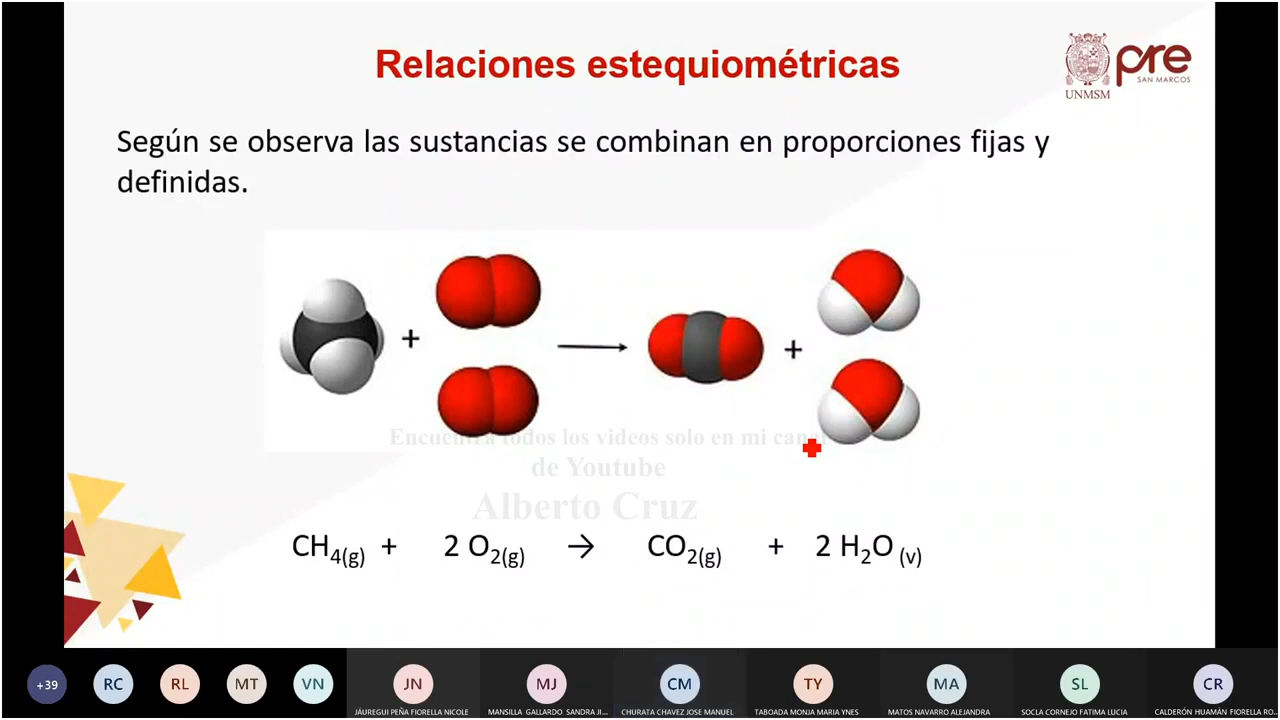 Relaciones estequiométricas
pre
SAN MARCOS
UNMSM
Según se observa las sustancias se combinan en proporciones fijas y
definidas.
+ +
Encuentra todos los videos solo en mi canal
de Youtube
Alberto Cruz
CH4(g) + 2 O2(g) → CO2(g) + 2 H2O (v)
+39 RC RL MT VN JN MJ CM TY MA SL CR
JÁUREGUI PEÑA FIORELLA NICOLE MANSILLA GALLARDO SANDRA JI... CHURATA CHAVEZ JOSE MANUEL TABOADA MONJA MARIA YNES MATOS NAVARRO ALEJANDRA SOCLA CORNEJO FATIMA LUCIA CALDERÓN HUAMÁN FIORELLA RO...